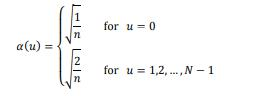 α(u) = { √(1/n) for u = 0
√(2/n) for u = 1,2, ..., N − 1